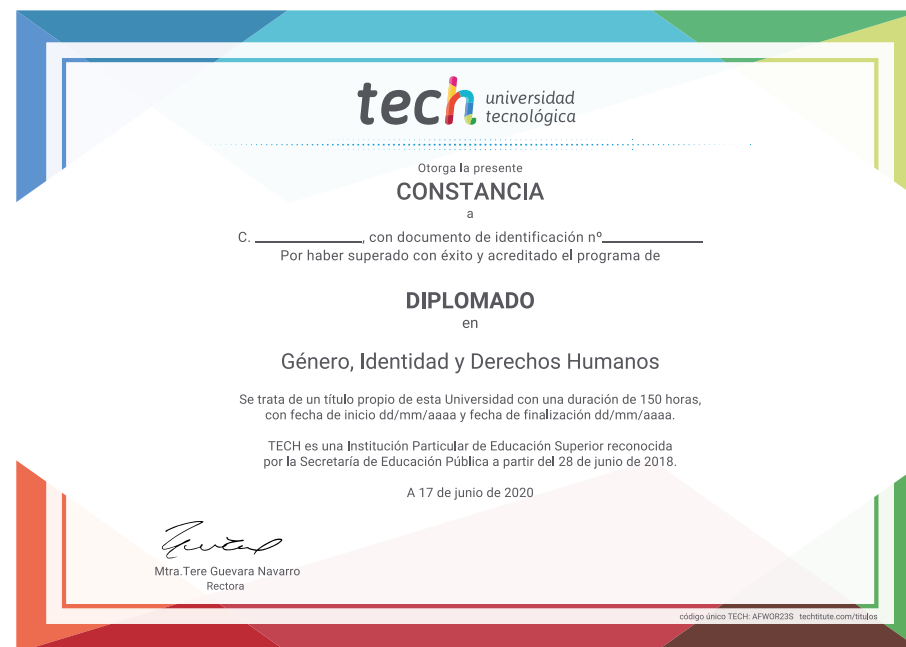 tech universidad
tecnológica
Otorga la presente
CONSTANCIA
a
C. ____________, con documento de identificación nº____________
Por haber superado con éxito y acreditado el programa de
DIPLOMADO
en
Género, Identidad y Derechos Humanos
Se trata de un título propio de esta Universidad con una duración de 150 horas,
con fecha de inicio dd/mm/aaaa y fecha de finalización dd/mm/aaaa.
TECH es una Institución Particular de Educación Superior reconocida
por la Secretaría de Educación Pública a partir del 28 de junio de 2018.
A 17 de junio de 2020
Mtra.Tere Guevara Navarro
Rectora
código único TECH: AFWOR23S techtitute.com/titulos